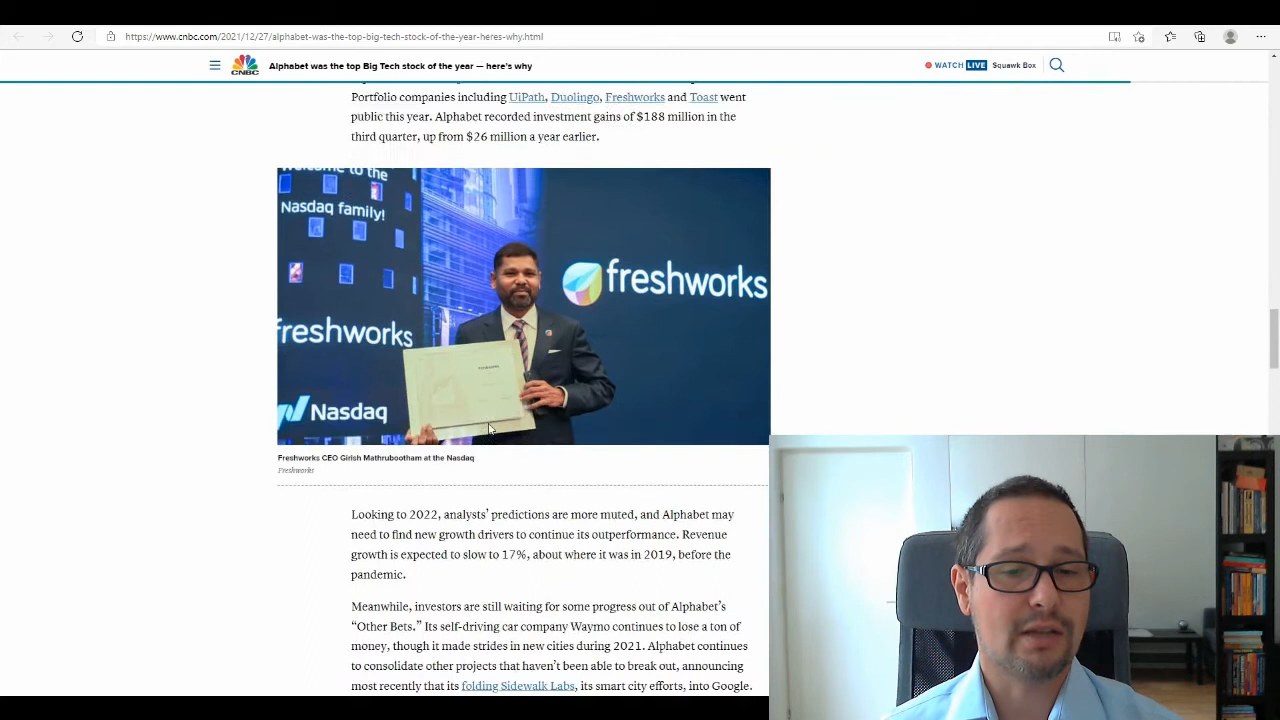 https://www.cnbc.com/2021/12/27/alphabet-was-the-top-big-tech-stock-of-the-year-heres-why.html
CNBC
Alphabet was the top Big Tech stock of the year — here's why
WATCH LIVE Squawk Box
Portfolio companies including UiPath, Duolingo, Freshworks and Toast went
public this year. Alphabet recorded investment gains of $188 million in the
third quarter, up from $26 million a year earlier.
Welcome to the
Nasdaq family!
freshworks
freshworks
Nasdaq
Freshworks CEO Girish Mathrubootham at the Nasdaq
Freshworks
Looking to 2022, analysts' predictions are more muted, and Alphabet may
need to find new growth drivers to continue its outperformance. Revenue
growth is expected to slow to 17%, about where it was in 2019, before the
pandemic.
Meanwhile, investors are still waiting for some progress out of Alphabet's
“Other Bets.” Its self-driving car company Waymo continues to lose a ton of
money, though it made strides in new cities during 2021. Alphabet continues
to consolidate other projects that haven't been able to break out, announcing
most recently that its folding Sidewalk Labs, its smart city efforts, into Google.